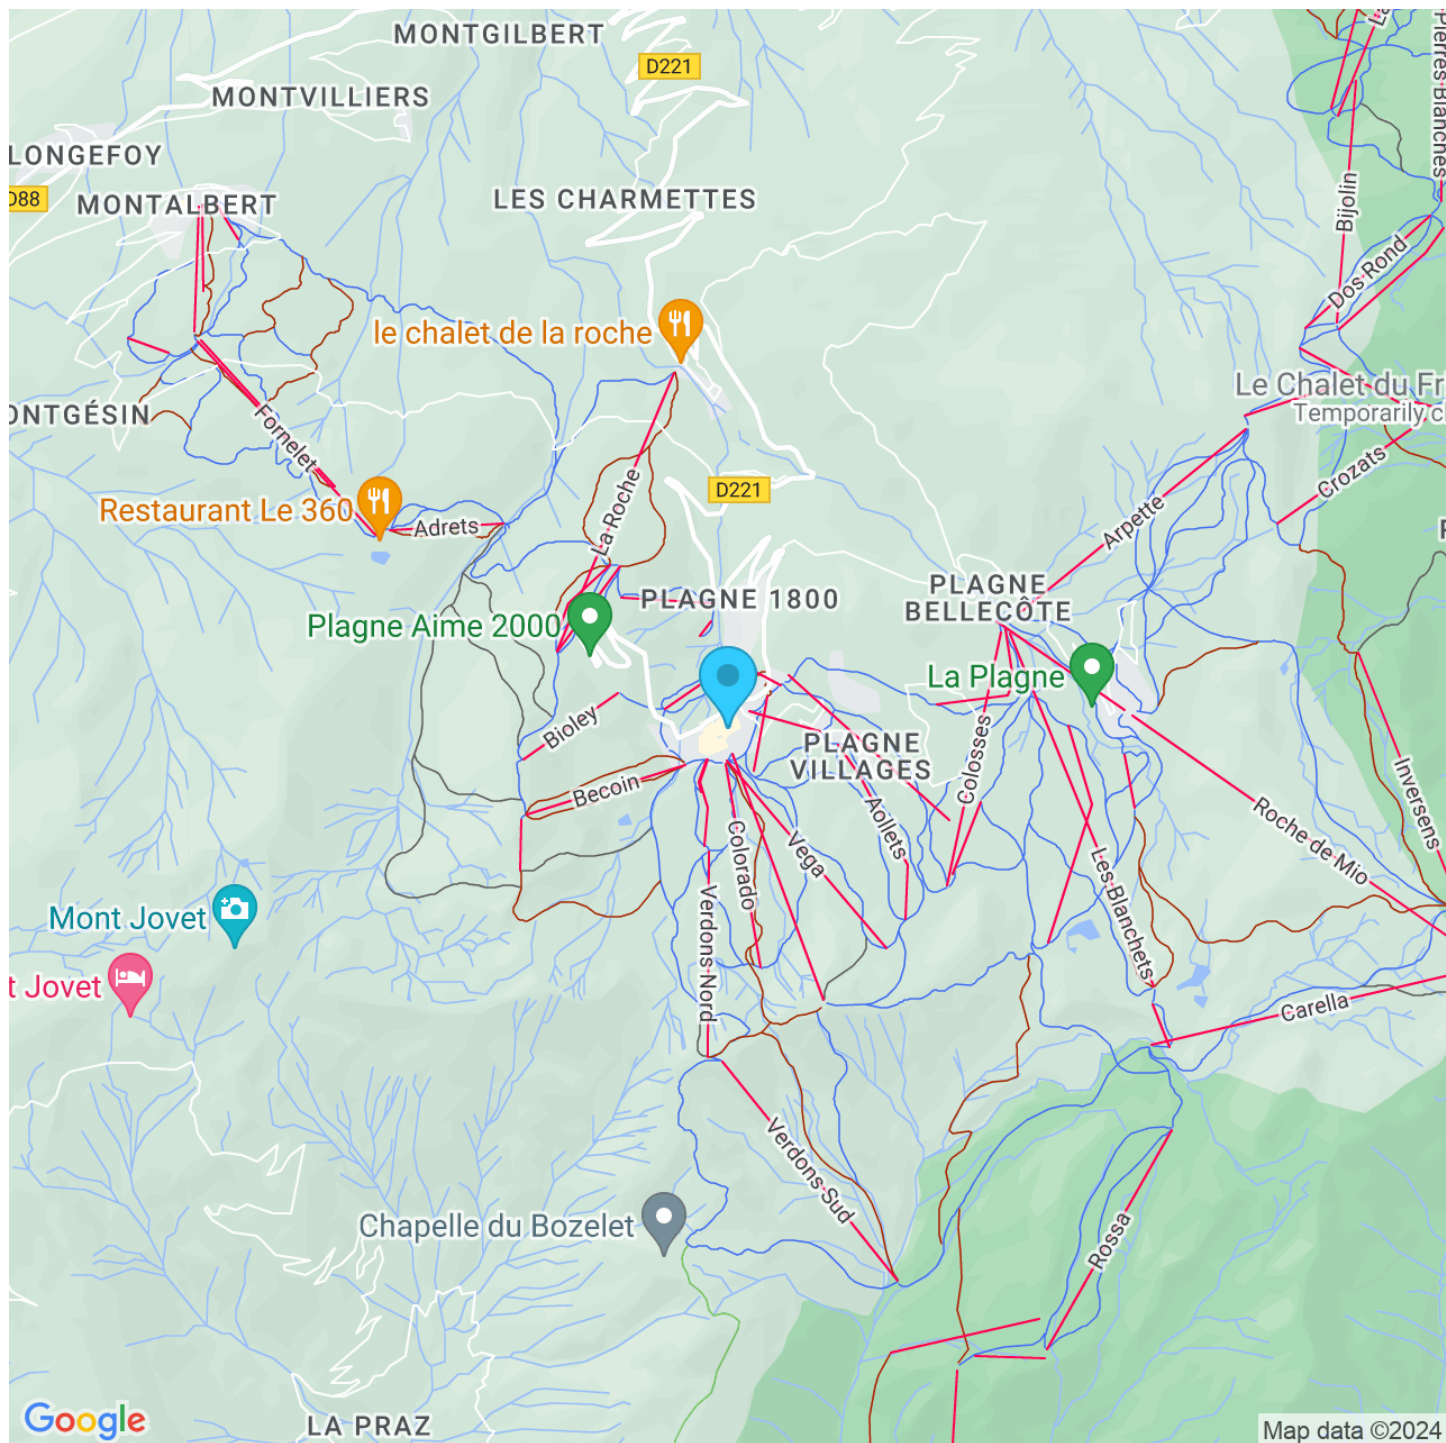 MONTGILBERT
D221
MONTVILLIERS
LONGEFOY
D88
MONTALBERT
LES CHARMETTES
Pierres Blanches
Bijolin
Dos Rond
le chalet de la roche
Le Chalet du Fr
Temporarily c
ONTGÉSIN
Fornelet
Restaurant Le 360
Adrets
La Roche
D221
Crozats
Arpette
PLAGNE 1800
PLAGNE
BELLECÔTE
Plagne Aime 2000
La Plagne
Bioley
PLAGNE
VILLAGES
Colosses
Becoin
Inversens
Roche de Mio
Aollets
Vega
Colorado
Les Blanchets
Verdons Nord
Mont Jovet
t Jovet
Carella
Verdons Sud
Chapelle du Bozelet
Rossa
LA PRAZ
Google
Map data ©2024